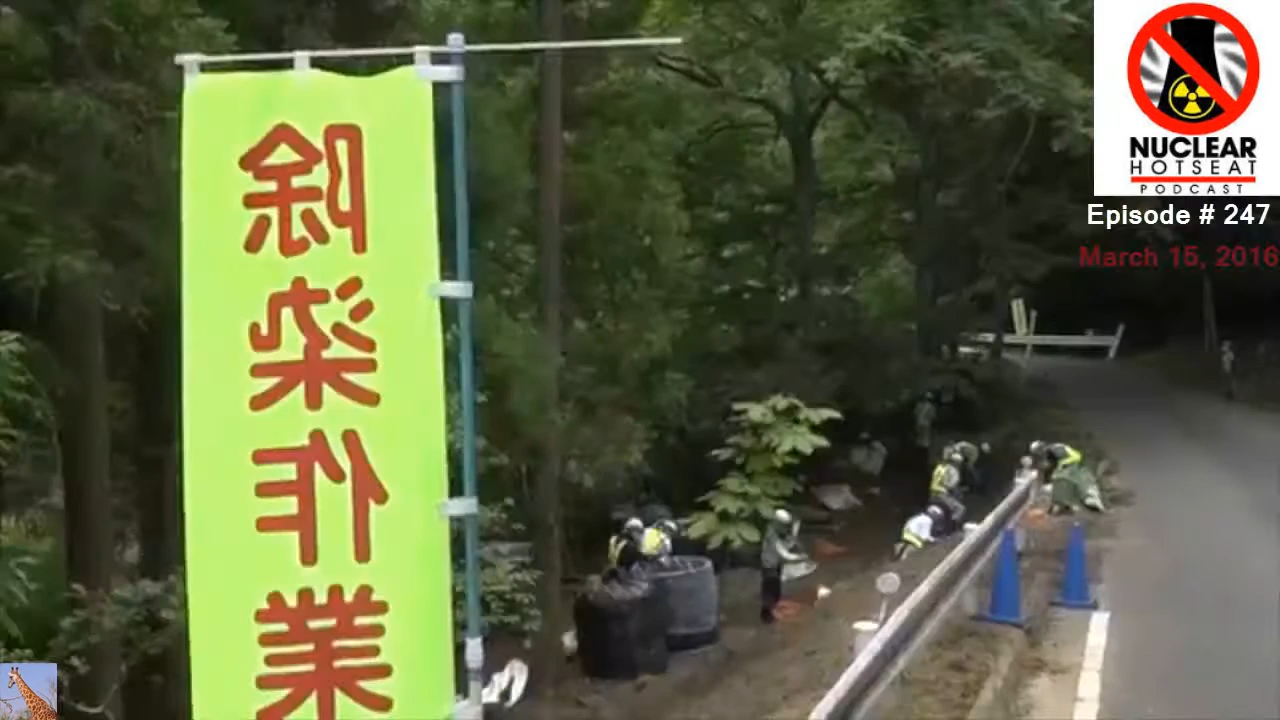 除染作業
NUCLEAR
HOTSEAT
PODCAST
Episode # 247
March 15, 2016